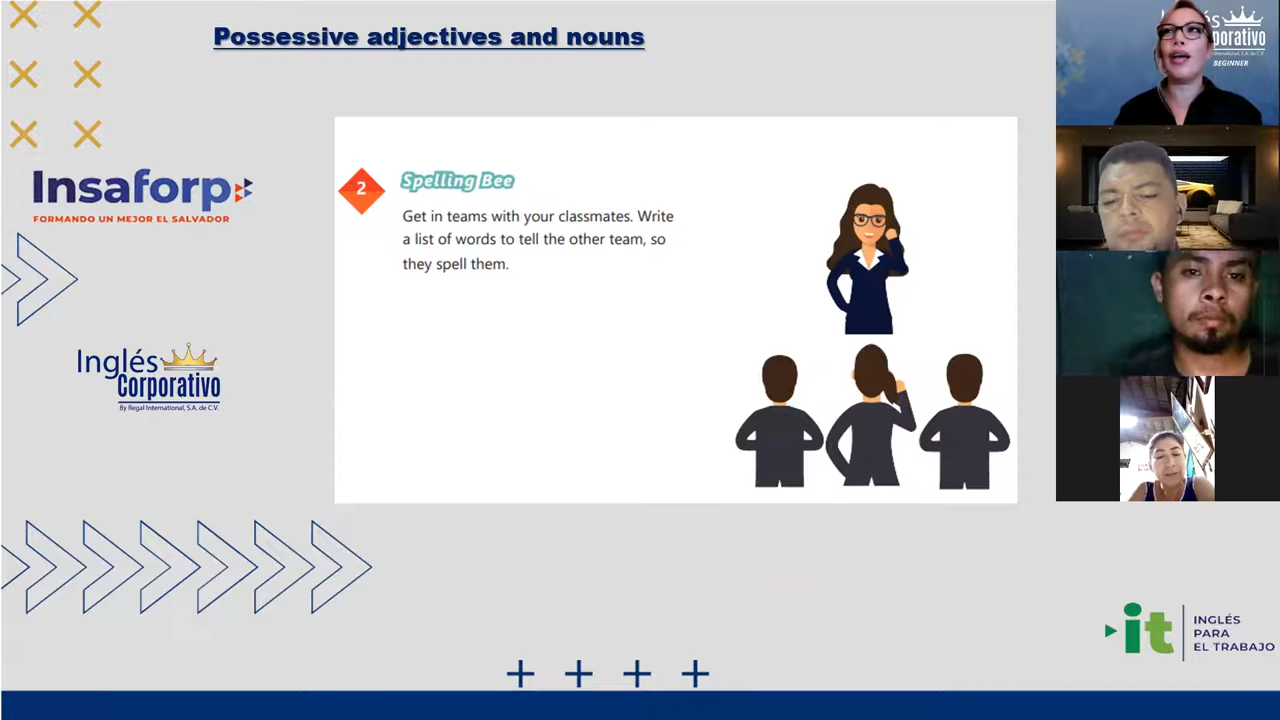 Possessive adjectives and nouns
Insaforp
FORMANDO UN MEJOR EL SALVADOR
Inglés
Corporativo
By Regal International, S.A. de C.V.
2
Spelling Bee
Get in teams with your classmates. Write
a list of words to tell the other team, so
they spell them.
BEGINNER
it
INGLÉS
PARA
EL TRABAJO